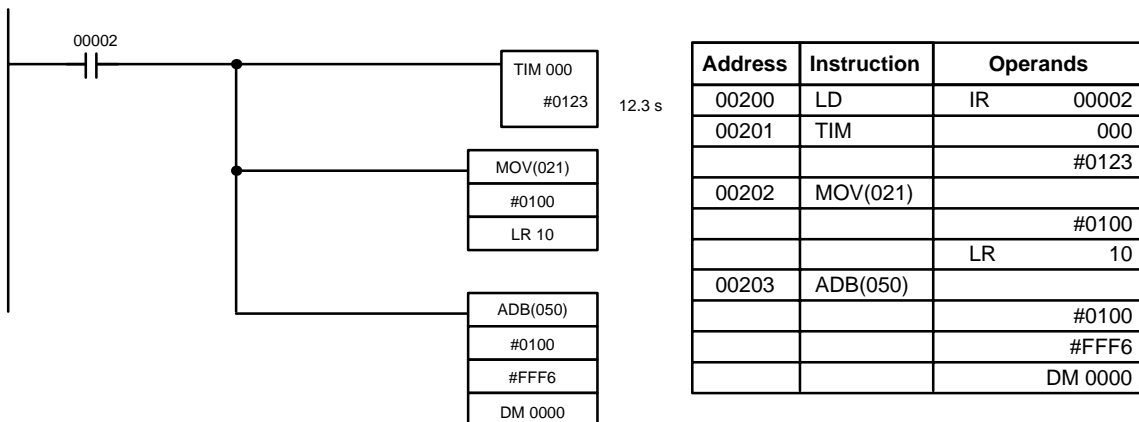 00002
TIM 000
#0123
12.3 s
MOV(021)
#0100
LR 10
ADB(050)
#0100
#FFF6
DM 0000
Address Instruction Operands
00200 LD IR 00002
00201 TIM 000
#0123
00202 MOV(021)
#0100
LR 10
00203 ADB(050)
#0100
#FFF6
DM 0000